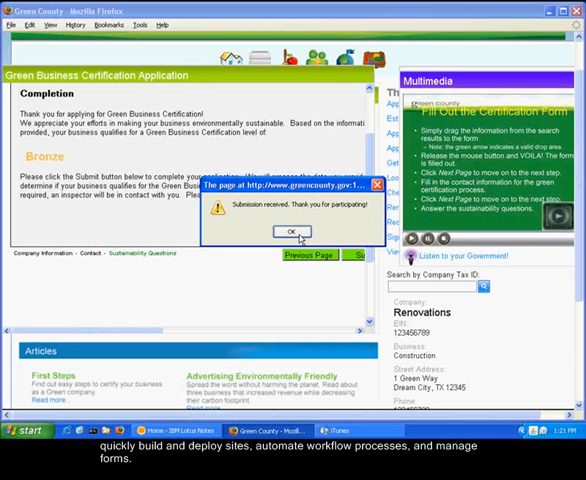 Green County - Mozilla Firefox
File Edit View History Bookmarks Tools Help
Green Business Certification Application
Completion
Thank you for applying for Green Business Certification!
We appreciate your efforts in making your business environmentally sustainable. Based on the informati
provided, your business qualifies for a Green Business Certification level of:
Bronze
Please click the Submit button below to complete your
determine if your business qualifies for the Green Busi
required, an inspector will be in contact with you. Ple
The page at http://www.greencounty.gov:1...
Submission received. Thank you for participating!
OK
Company Information - Contact - Sustainability Questions
Previous Page
Su
Multimedia
green county
Fill Out the Certification Form
• Simply drag the information from the search
results to the form
- Note: the green arrow indicates a valid drop area.
• Release the mouse button and VOILA! The form
is filled out.
• Click Next Page to move on to the next step.
• Fill in the contact information for the green
certification process.
• Click Next Page to move on to the next step.
• Answer the sustainability questions.
Listen to your Government!
Search by Company Tax ID:
Company:
Renovations
EIN:
123456789
Business:
Construction
Street Address:
1 Green Way
Dream City, TX 12345
Phone:
Articles
First Steps
Find out easy steps to certify your business
as a Green company.
Read more..
Advertising Environmentally Friendly
Spread the word without harming the planet. Read about
three business that increased revenue while decreasing
their carbon footprint.
start
Home - IBM Lotus Notes
Green County - Mozill...
iTunes
1:21 PM
quickly build and deploy sites, automate workflow processes, and manage
forms.